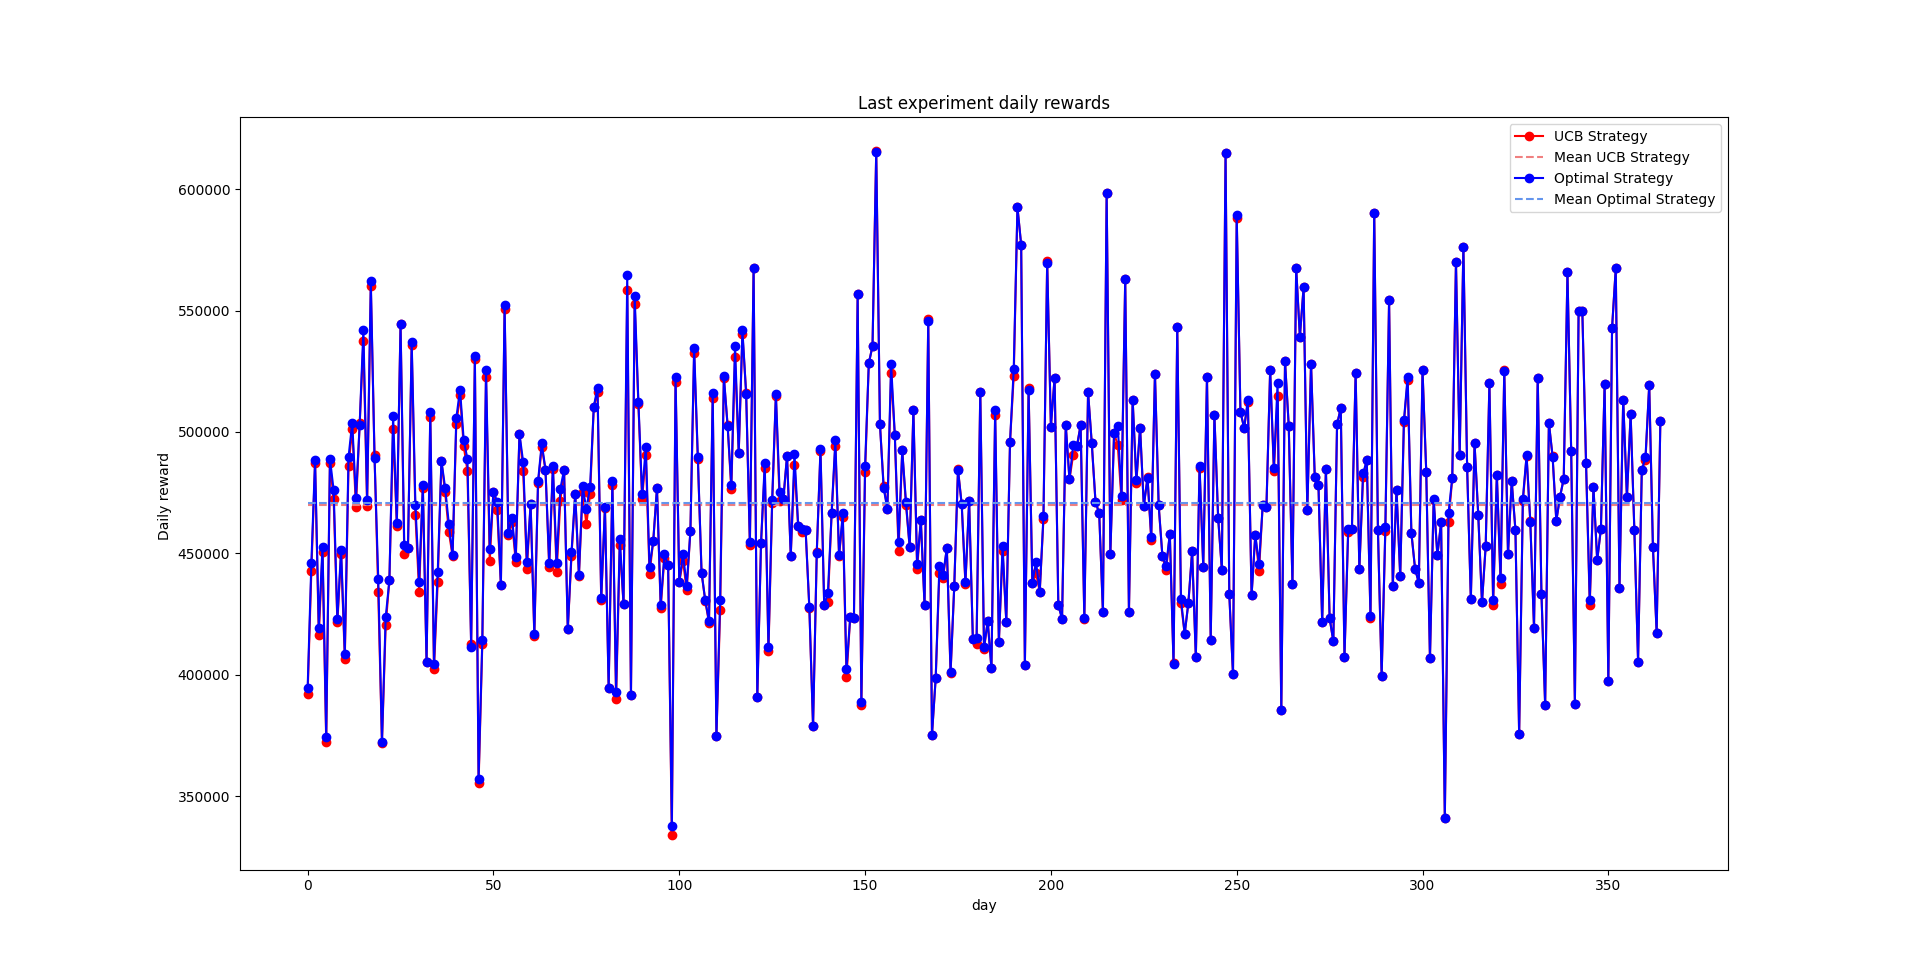 Last experiment daily rewards
UCB Strategy
Mean UCB Strategy
Optimal Strategy
Mean Optimal Strategy
Daily reward
600000
550000
500000
450000
400000
350000
0 50 100 150 200 250 300 350
day